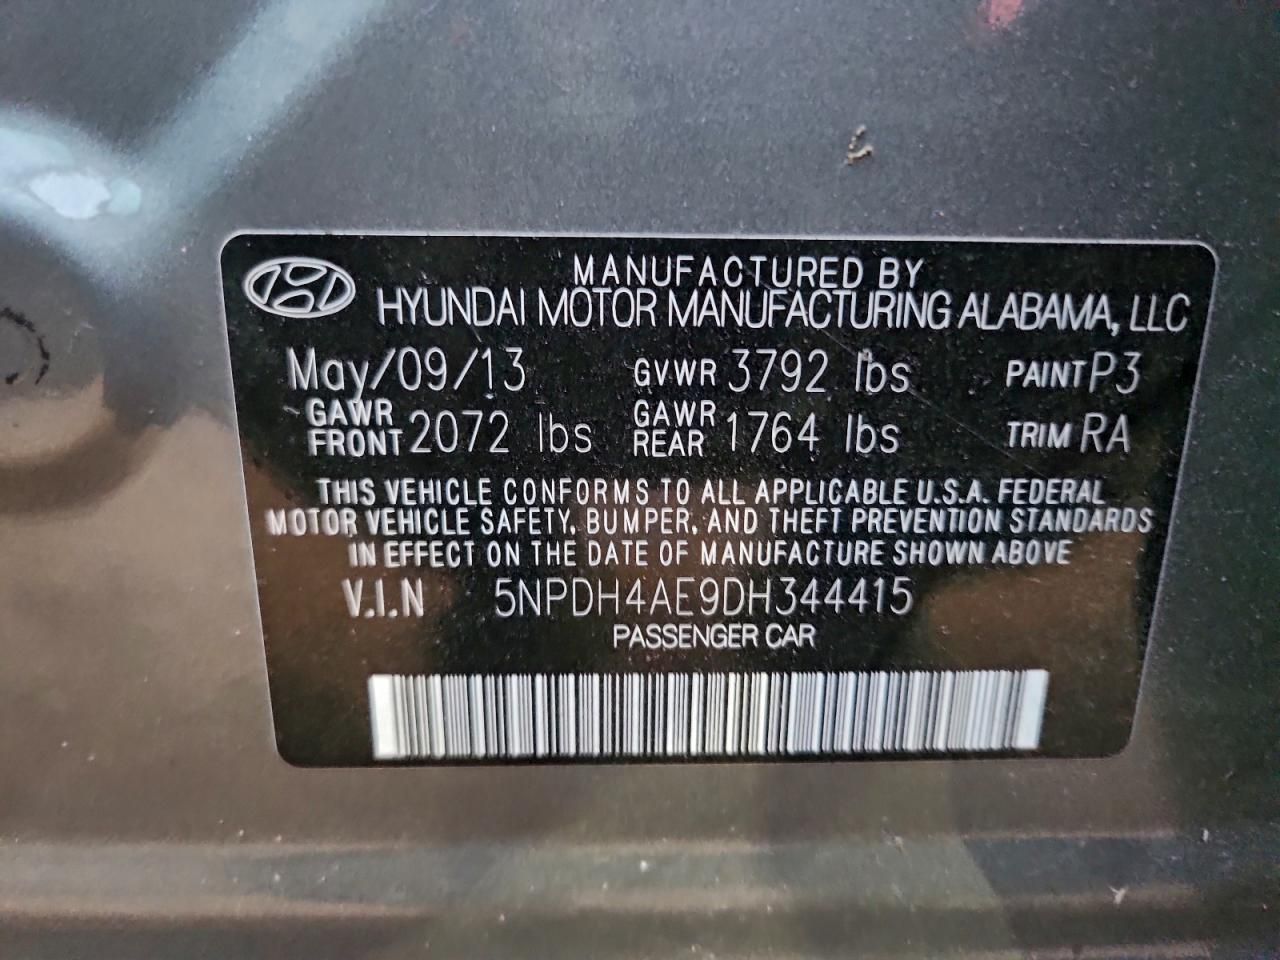 MANUFACTURED BY
HYUNDAI MOTOR MANUFACTURING ALABAMA, LLC
May/09/13 GVWR 3792 lbs PAINT P3
GAWR FRONT 2072 lbs GAWR REAR 1764 lbs TRIM RA
THIS VEHICLE CONFORMS TO ALL APPLICABLE U.S.A. FEDERAL
MOTOR VEHICLE SAFETY, BUMPER, AND THEFT PREVENTION STANDARDS
IN EFFECT ON THE DATE OF MANUFACTURE SHOWN ABOVE
V.I.N 5NPDH4AE9DH344415
PASSENGER CAR